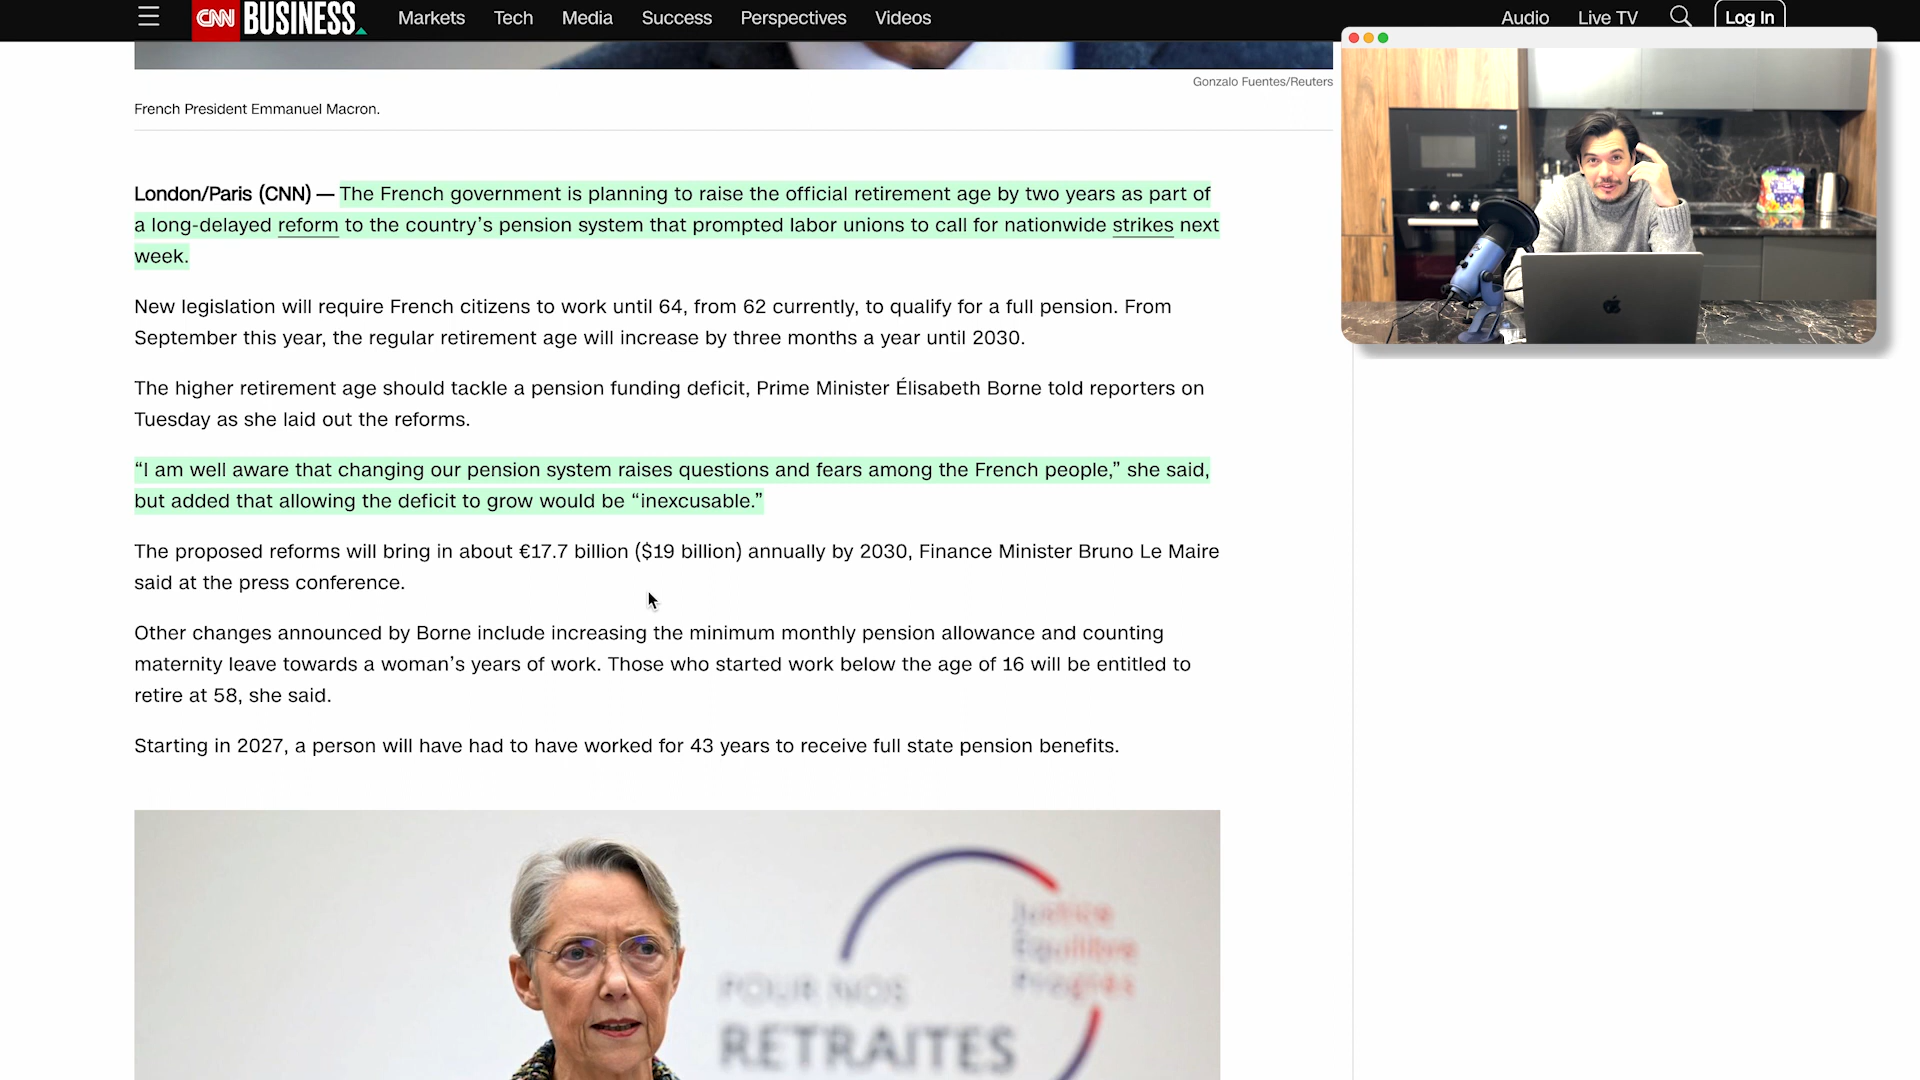 CNN BUSINESS Markets Tech Media Success Perspectives Videos Audio Live TV Log In
Gonzalo Fuentes/Reuters
French President Emmanuel Macron.
London/Paris (CNN) — The French government is planning to raise the official retirement age by two years as part of
a long-delayed reform to the country’s pension system that prompted labor unions to call for nationwide strikes next
week.
New legislation will require French citizens to work until 64, from 62 currently, to qualify for a full pension. From
September this year, the regular retirement age will increase by three months a year until 2030.
The higher retirement age should tackle a pension funding deficit, Prime Minister Élisabeth Borne told reporters on
Tuesday as she laid out the reforms.
“I am well aware that changing our pension system raises questions and fears among the French people,” she said,
but added that allowing the deficit to grow would be “inexcusable.”
The proposed reforms will bring in about €17.7 billion ($19 billion) annually by 2030, Finance Minister Bruno Le Maire
said at the press conference.
Other changes announced by Borne include increasing the minimum monthly pension allowance and counting
maternity leave towards a woman’s years of work. Those who started work below the age of 16 will be entitled to
retire at 58, she said.
Starting in 2027, a person will have had to have worked for 43 years to receive full state pension benefits.
Justice
Équilibre
Progrès
POUR NOS
RETRAITES